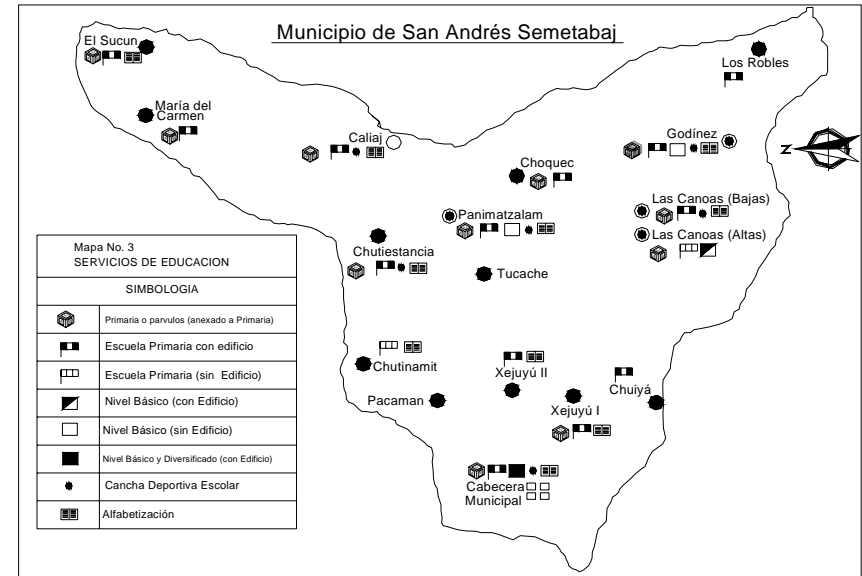 Municipio de San Andrés Semetabaj
El Sucun
Los Robles
María del
Carmen
Caliaj
Godínez
Z
Choquec
Las Canoas (Bajas)
Panimatzalam
Las Canoas (Altas)
Chutiestancia
Tucache
Chutinamit
Xejuyú II
Chuiyá
Pacaman
Xejuyú I
Cabecera
Municipal
Mapa No. 3
SERVICIOS DE EDUCACION
SIMBOLOGIA
Primaria o parvulos (anexado a Primaria)
Escuela Primaria con edificio
Escuela Primaria (sin Edificio)
Nivel Básico (con Edificio)
Nivel Básico (sin Edificio)
Nivel Básico y Diversificado (con Edificio)
Cancha Deportiva Escolar
Alfabetización